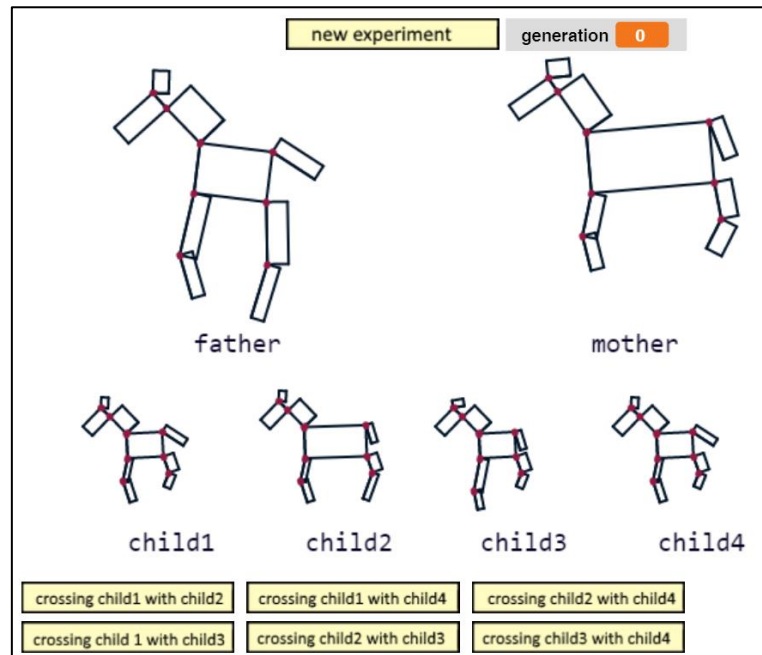 new experiment
generation 0
father
mother
child1
child2
child3
child4
crossing child1 with child2
crossing child1 with child4
crossing child2 with child4
crossing child 1 with child3
crossing child2 with child3
crossing child3 with child4